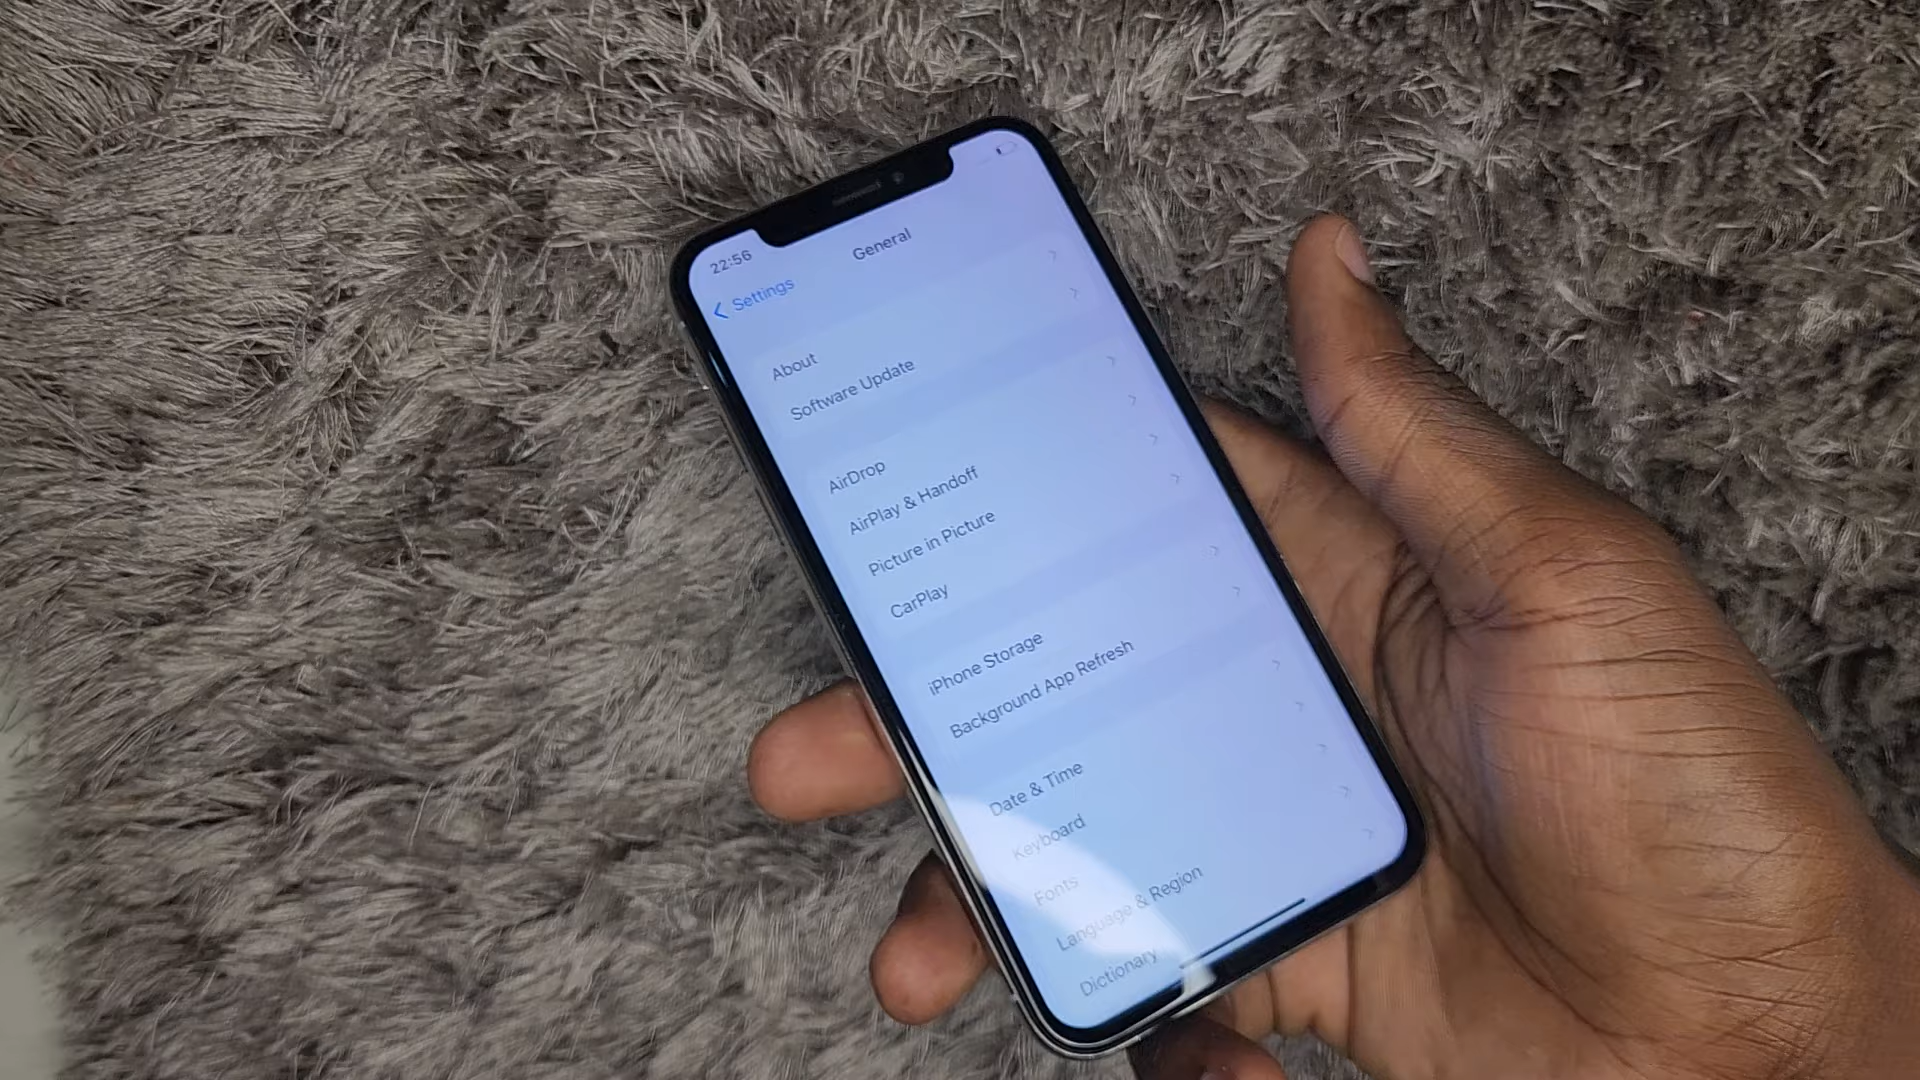 22:56
Settings
General
About
Software Update
AirDrop
AirPlay & Handoff
Picture in Picture
CarPlay
iPhone Storage
Background App Refresh
Date & Time
Keyboard
Fonts
Language & Region
Dictionary